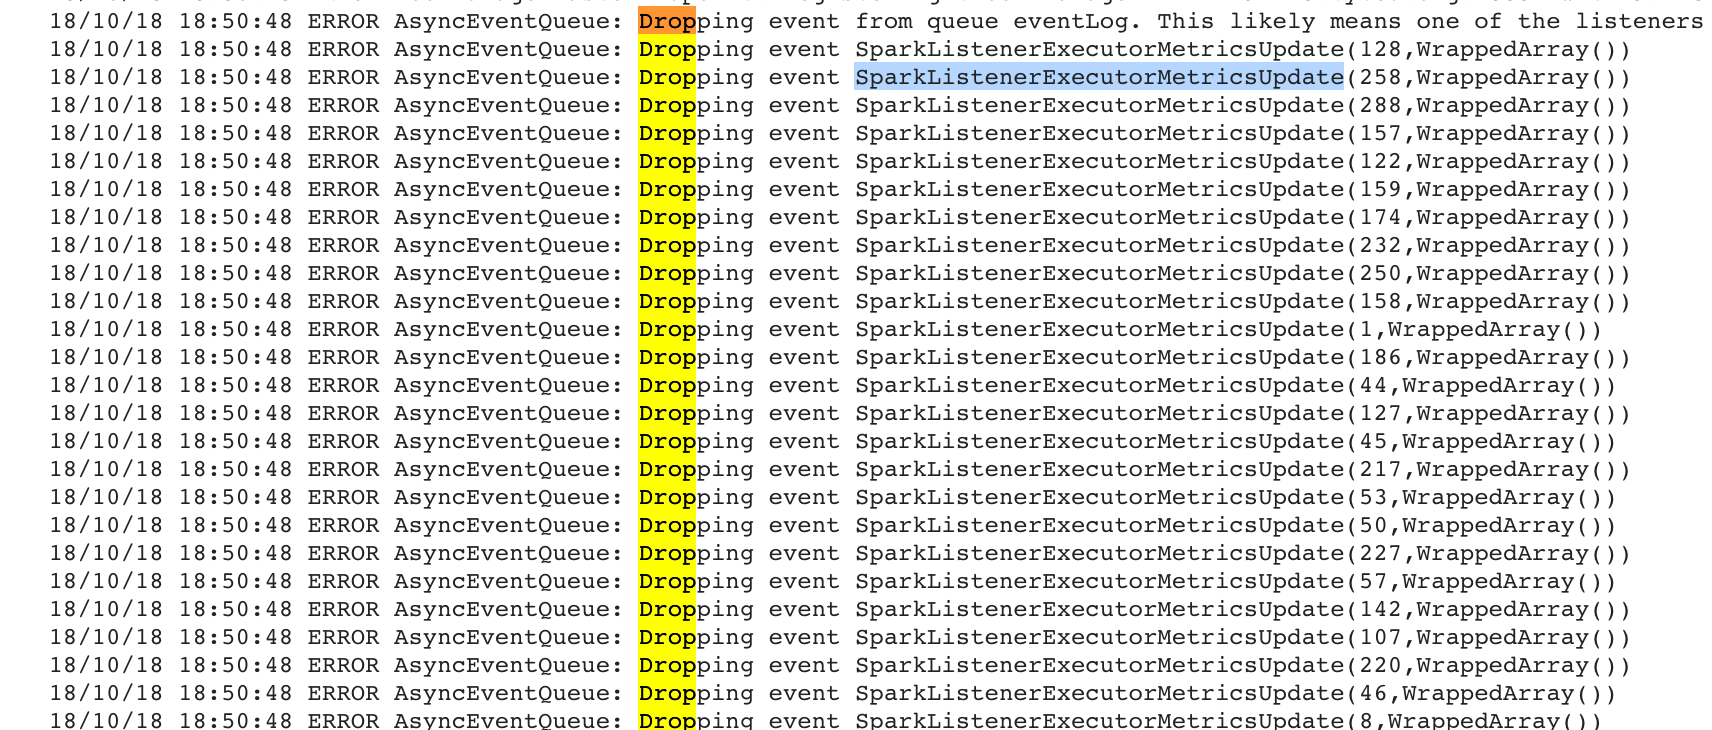 18/10/18 18:50:48 ERROR AsyncEventQueue: Dropping event from queue eventLog. This likely means one of the listeners
18/10/18 18:50:48 ERROR AsyncEventQueue: Dropping event SparkListenerExecutorMetricsUpdate(128,WrappedArray())
18/10/18 18:50:48 ERROR AsyncEventQueue: Dropping event SparkListenerExecutorMetricsUpdate(258,WrappedArray())
18/10/18 18:50:48 ERROR AsyncEventQueue: Dropping event SparkListenerExecutorMetricsUpdate(288,WrappedArray())
18/10/18 18:50:48 ERROR AsyncEventQueue: Dropping event SparkListenerExecutorMetricsUpdate(157,WrappedArray())
18/10/18 18:50:48 ERROR AsyncEventQueue: Dropping event SparkListenerExecutorMetricsUpdate(122,WrappedArray())
18/10/18 18:50:48 ERROR AsyncEventQueue: Dropping event SparkListenerExecutorMetricsUpdate(159,WrappedArray())
18/10/18 18:50:48 ERROR AsyncEventQueue: Dropping event SparkListenerExecutorMetricsUpdate(174,WrappedArray())
18/10/18 18:50:48 ERROR AsyncEventQueue: Dropping event SparkListenerExecutorMetricsUpdate(232,WrappedArray())
18/10/18 18:50:48 ERROR AsyncEventQueue: Dropping event SparkListenerExecutorMetricsUpdate(250,WrappedArray())
18/10/18 18:50:48 ERROR AsyncEventQueue: Dropping event SparkListenerExecutorMetricsUpdate(158,WrappedArray())
18/10/18 18:50:48 ERROR AsyncEventQueue: Dropping event SparkListenerExecutorMetricsUpdate(1,WrappedArray())
18/10/18 18:50:48 ERROR AsyncEventQueue: Dropping event SparkListenerExecutorMetricsUpdate(186,WrappedArray())
18/10/18 18:50:48 ERROR AsyncEventQueue: Dropping event SparkListenerExecutorMetricsUpdate(44,WrappedArray())
18/10/18 18:50:48 ERROR AsyncEventQueue: Dropping event SparkListenerExecutorMetricsUpdate(127,WrappedArray())
18/10/18 18:50:48 ERROR AsyncEventQueue: Dropping event SparkListenerExecutorMetricsUpdate(45,WrappedArray())
18/10/18 18:50:48 ERROR AsyncEventQueue: Dropping event SparkListenerExecutorMetricsUpdate(217,WrappedArray())
18/10/18 18:50:48 ERROR AsyncEventQueue: Dropping event SparkListenerExecutorMetricsUpdate(53,WrappedArray())
18/10/18 18:50:48 ERROR AsyncEventQueue: Dropping event SparkListenerExecutorMetricsUpdate(50,WrappedArray())
18/10/18 18:50:48 ERROR AsyncEventQueue: Dropping event SparkListenerExecutorMetricsUpdate(227,WrappedArray())
18/10/18 18:50:48 ERROR AsyncEventQueue: Dropping event SparkListenerExecutorMetricsUpdate(57,WrappedArray())
18/10/18 18:50:48 ERROR AsyncEventQueue: Dropping event SparkListenerExecutorMetricsUpdate(142,WrappedArray())
18/10/18 18:50:48 ERROR AsyncEventQueue: Dropping event SparkListenerExecutorMetricsUpdate(107,WrappedArray())
18/10/18 18:50:48 ERROR AsyncEventQueue: Dropping event SparkListenerExecutorMetricsUpdate(220,WrappedArray())
18/10/18 18:50:48 ERROR AsyncEventQueue: Dropping event SparkListenerExecutorMetricsUpdate(46,WrappedArray())
18/10/18 18:50:48 ERROR AsyncEventQueue: Dropping event SparkListenerExecutorMetricsUpdate(8,WrappedArray())